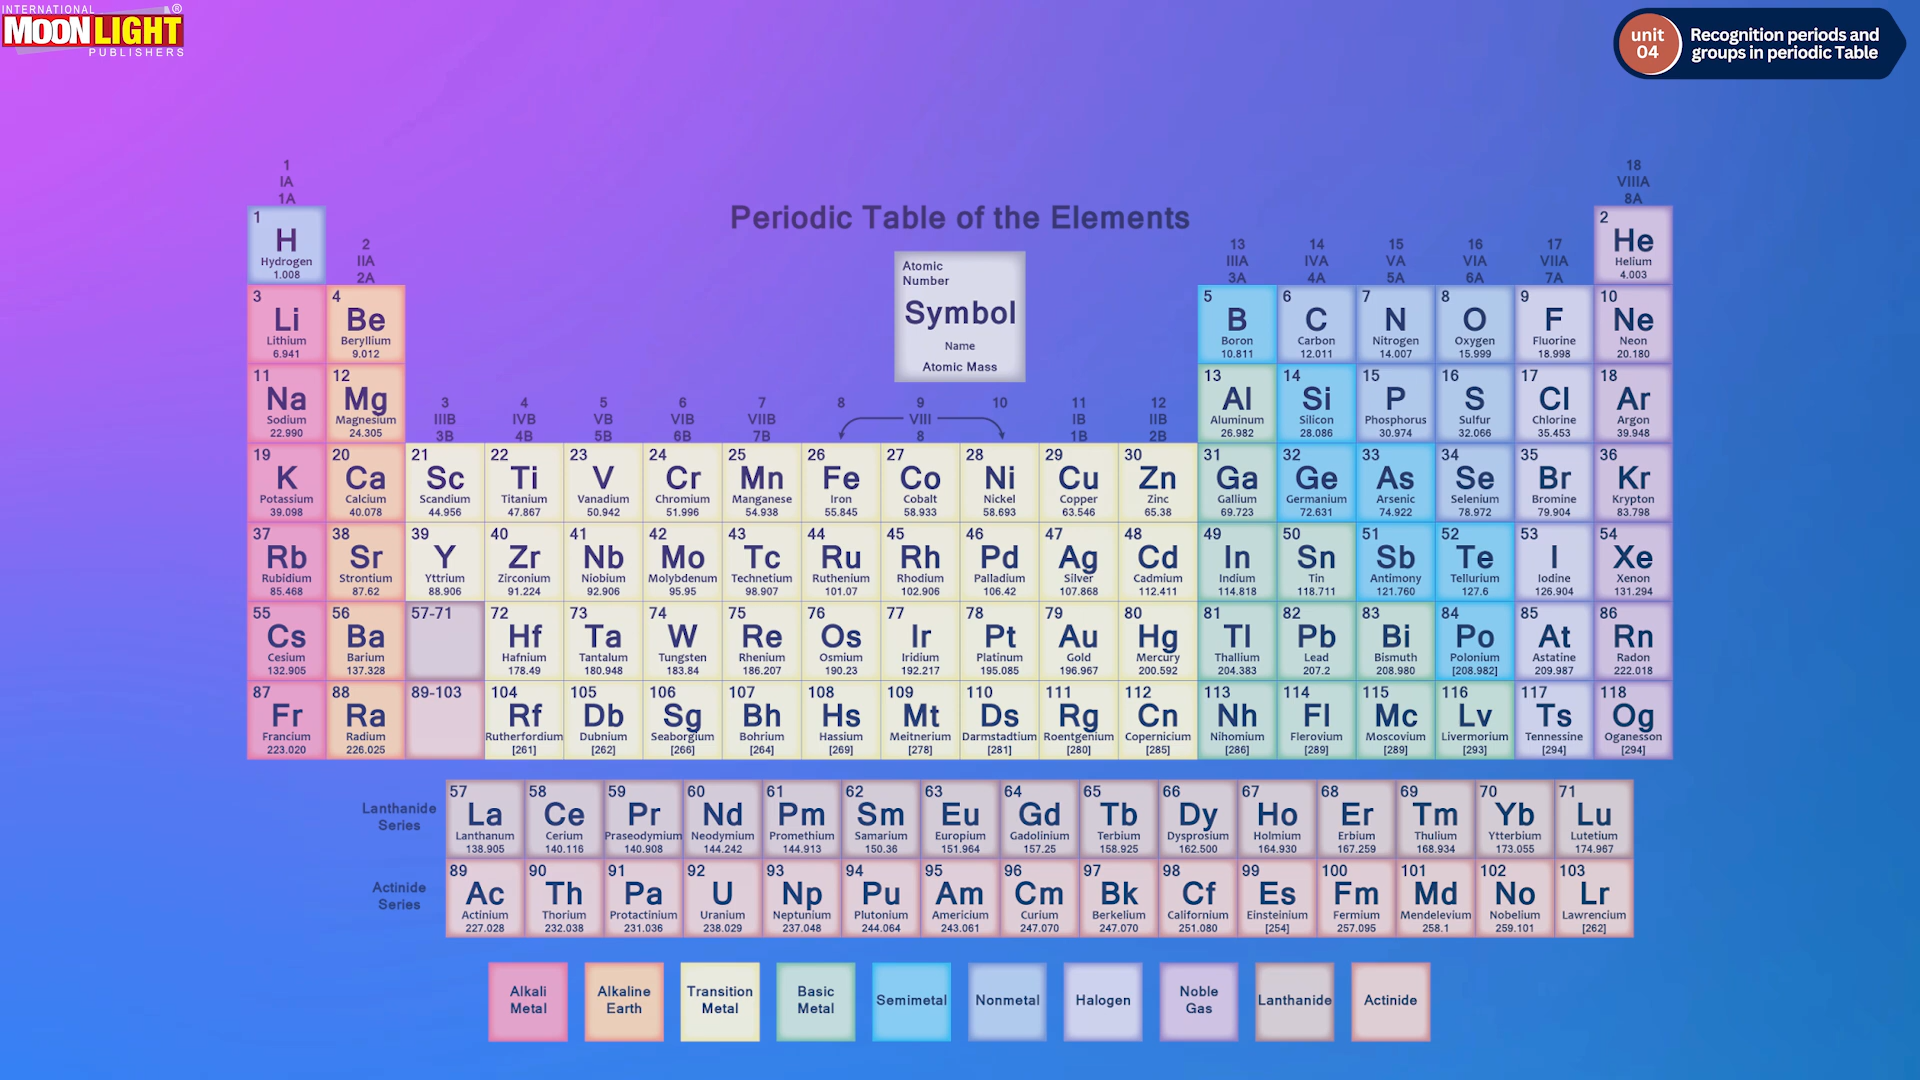 INTERNATIONAL ®
MOONLIGHT
PUBLISHERS
unit
04
Recognition periods and
groups in periodic Table
1
IA
1A
18
VIIIA
8A
Periodic Table of the Elements
1
H
Hydrogen
1.008
2
IIA
2A
13
IIIA
3A
14
IVA
4A
15
VA
5A
16
VIA
6A
17
VIIA
7A
2
He
Helium
4.003
Atomic
Number
Symbol
Name
Atomic Mass
3
Li
Lithium
6.941
4
Be
Beryllium
9.012
5
B
Boron
10.811
6
C
Carbon
12.011
7
N
Nitrogen
14.007
8
O
Oxygen
15.999
9
F
Fluorine
18.998
10
Ne
Neon
20.180
11
Na
Sodium
22.990
12
Mg
Magnesium
24.305
3
IIIB
3B
4
IVB
4B
5
VB
5B
6
VIB
6B
7
VIIB
7B
8
9
10
VIII
8
11
IB
1B
12
IIB
2B
13
Al
Aluminum
26.982
14
Si
Silicon
28.086
15
P
Phosphorus
30.974
16
S
Sulfur
32.066
17
Cl
Chlorine
35.453
18
Ar
Argon
39.948
19
K
Potassium
39.098
20
Ca
Calcium
40.078
21
Sc
Scandium
44.956
22
Ti
Titanium
47.867
23
V
Vanadium
50.942
24
Cr
Chromium
51.996
25
Mn
Manganese
54.938
26
Fe
Iron
55.845
27
Co
Cobalt
58.933
28
Ni
Nickel
58.693
29
Cu
Copper
63.546
30
Zn
Zinc
65.38
31
Ga
Gallium
69.723
32
Ge
Germanium
72.631
33
As
Arsenic
74.922
34
Se
Selenium
78.972
35
Br
Bromine
79.904
36
Kr
Krypton
83.798
37
Rb
Rubidium
85.468
38
Sr
Strontium
87.62
39
Y
Yttrium
88.906
40
Zr
Zirconium
91.224
41
Nb
Niobium
92.906
42
Mo
Molybdenum
95.95
43
Tc
Technetium
98.907
44
Ru
Ruthenium
101.07
45
Rh
Rhodium
102.906
46
Pd
Palladium
106.42
47
Ag
Silver
107.868
48
Cd
Cadmium
112.411
49
In
Indium
114.818
50
Sn
Tin
118.711
51
Sb
Antimony
121.760
52
Te
Tellurium
127.6
53
I
Iodine
126.904
54
Xe
Xenon
131.294
55
Cs
Cesium
132.905
56
Ba
Barium
137.328
57-71
72
Hf
Hafnium
178.49
73
Ta
Tantalum
180.948
74
W
Tungsten
183.84
75
Re
Rhenium
186.207
76
Os
Osmium
190.23
77
Ir
Iridium
192.217
78
Pt
Platinum
195.085
79
Au
Gold
196.967
80
Hg
Mercury
200.592
81
Tl
Thallium
204.383
82
Pb
Lead
207.2
83
Bi
Bismuth
208.980
84
Po
Polonium
[208.982]
85
At
Astatine
209.987
86
Rn
Radon
222.018
87
Fr
Francium
223.020
88
Ra
Radium
226.025
89-103
104
Rf
Rutherfordium
[261]
105
Db
Dubnium
[262]
106
Sg
Seaborgium
[266]
107
Bh
Bohrium
[264]
108
Hs
Hassium
[269]
109
Mt
Meitnerium
[278]
110
Ds
Darmstadtium
[281]
111
Rg
Roentgenium
[280]
112
Cn
Copernicium
[285]
113
Nh
Nihomium
[286]
114
Fl
Flerovium
[289]
115
Mc
Moscovium
[289]
116
Lv
Livermorium
[293]
117
Ts
Tennessine
[294]
118
Og
Oganesson
[294]
Lanthanide
Series
57
La
Lanthanum
138.905
58
Ce
Cerium
140.116
59
Pr
Praseodymium
140.908
60
Nd
Neodymium
144.242
61
Pm
Promethium
144.913
62
Sm
Samarium
150.36
63
Eu
Europium
151.964
64
Gd
Gadolinium
157.25
65
Tb
Terbium
158.925
66
Dy
Dysprosium
162.500
67
Ho
Holmium
164.930
68
Er
Erbium
167.259
69
Tm
Thulium
168.934
70
Yb
Ytterbium
173.055
71
Lu
Lutetium
174.967
Actinide
Series
89
Ac
Actinium
227.028
90
Th
Thorium
232.038
91
Pa
Protactinium
231.036
92
U
Uranium
238.029
93
Np
Neptunium
237.048
94
Pu
Plutonium
244.064
95
Am
Americium
243.061
96
Cm
Curium
247.070
97
Bk
Berkelium
247.070
98
Cf
Californium
251.080
99
Es
Einsteinium
[254]
100
Fm
Fermium
257.095
101
Md
Mendelevium
258.1
102
No
Nobelium
259.101
103
Lr
Lawrencium
[262]
Alkali
Metal
Alkaline
Earth
Transition
Metal
Basic
Metal
Semimetal
Nonmetal
Halogen
Noble
Gas
Lanthanide
Actinide